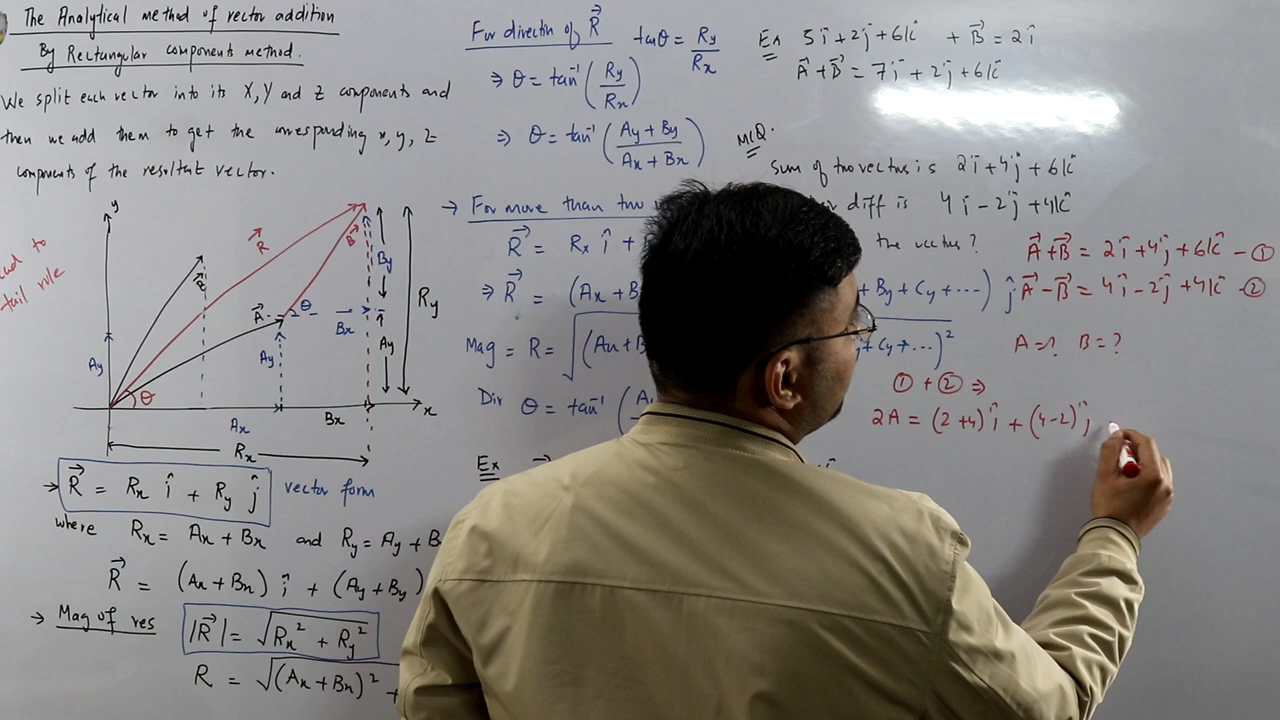 The Analytical method of vector addition
By Rectangular components method.
We split each vector into its X, Y and z components and
then we add them to get the corresponding x, y, z
components of the resultant vector.
tail rule
y
R⃗
R⃗
B⃗
By
A⃗
θ
Bx
Ay
Ry
Ay
Ay
θ
x
Ax
Bx
Rx
→ R⃗ = Rx î + Ry ĵ vector form
where Rx = Ax + Bx and Ry = Ay + B
R⃗ = (Ax + Bx) î + (Ay + By)
→ Mag of res |R⃗| = √Rx² + Ry²
R = √(Ax + Bx)² +
For directin of R⃗ tanθ = Ry/Rx
⇒ θ = tan⁻¹ (Ry/Rx)
⇒ θ = tan⁻¹ (Ay + By/Ax + Bx)
→ For more than two
R⃗ = Rx î +
⇒ R⃗ = (Ax + B + By + Cy + ---) ĵ
Mag = R = √(Ax + B y + Cy + ...)²
Dir θ = tan⁻¹ (A
Ex
Ex 5î + 2ĵ + 6k̂ + B⃗ = 2î
A⃗ + B⃗ = 7î + 2ĵ + 6k̂
MCQ.
Sum of two vectors is 2î + 4ĵ + 6k̂
diff is 4î - 2ĵ + 4k̂
the vectors?
A⃗ + B⃗ = 2î + 4ĵ + 6k̂ - ①
A⃗ - B⃗ = 4î - 2ĵ + 4k̂ - ②
A = ?, B = ?
① + ② ⇒
2A = (2 + 4) î + (4 - 2) ĵ